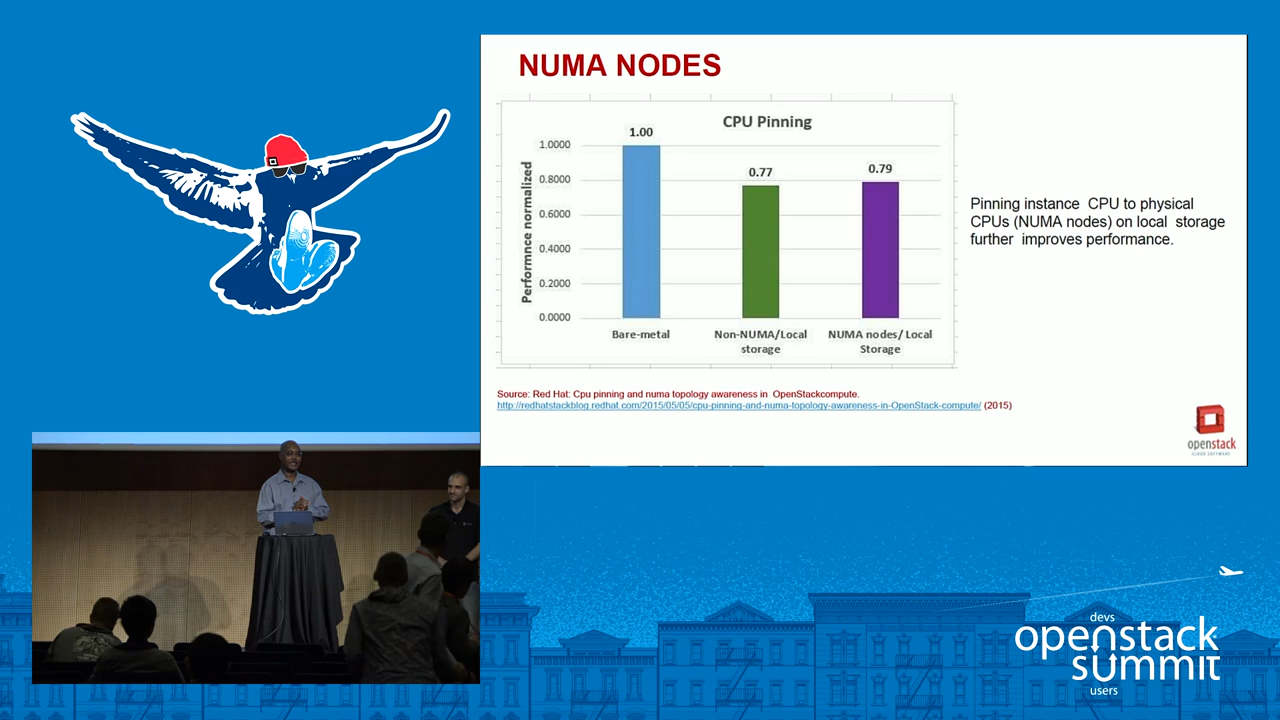 NUMA NODES
CPU Pinning
Performnce normalized
1.0000
0.8000
0.6000
0.4000
0.2000
0.0000
1.00
0.77
0.79
Bare-metal
Non-NUMA/Local
storage
NUMA nodes/ Local
Storage
Pinning instance CPU to physical
CPUs (NUMA nodes) on local storage
further improves performance.
Source: Red Hat: Cpu pinning and numa topology awareness in OpenStackcompute.
http://redhatstackblog.redhat.com/2015/05/05/cpu-pinning-and-numa-topology-awareness-in-OpenStack-compute/ (2015)
openstack
CLOUD SOFTWARE
devs
openstack
summit
users